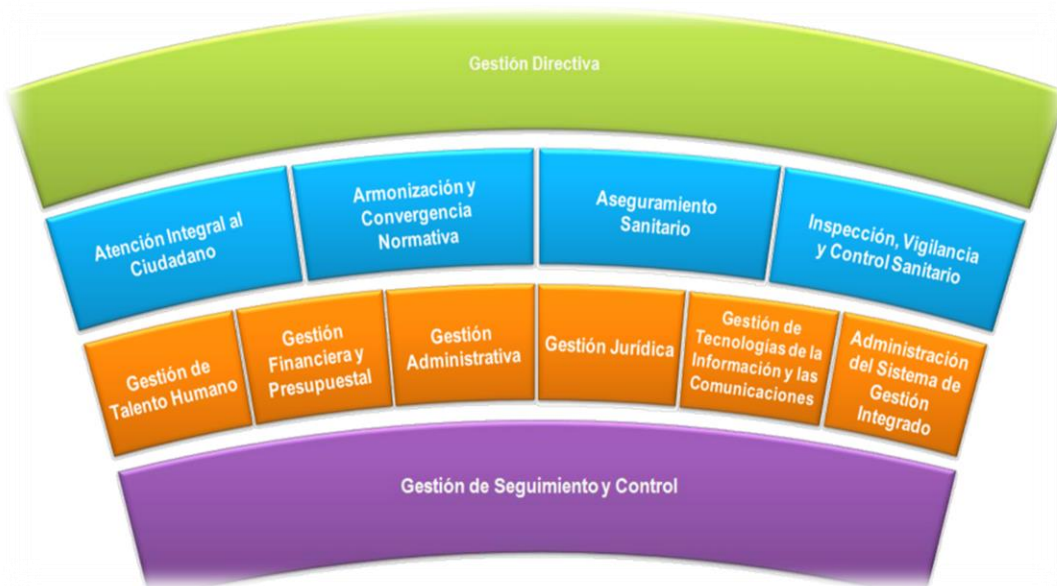 Gestión Directiva
Atención Integral al
Ciudadano
Armonización y
Convergencia
Normativa
Aseguramiento
Sanitario
Inspección, Vigilancia
y Control Sanitario
Gestión de
Talento Humano
Gestión
Financiera y
Presupuestal
Gestión
Administrativa
Gestión Jurídica
Gestión de
Tecnologías de la
Información y las
Comunicaciones
Administración
del Sistema de
Gestión
Integrado
Gestión de Seguimiento y Control